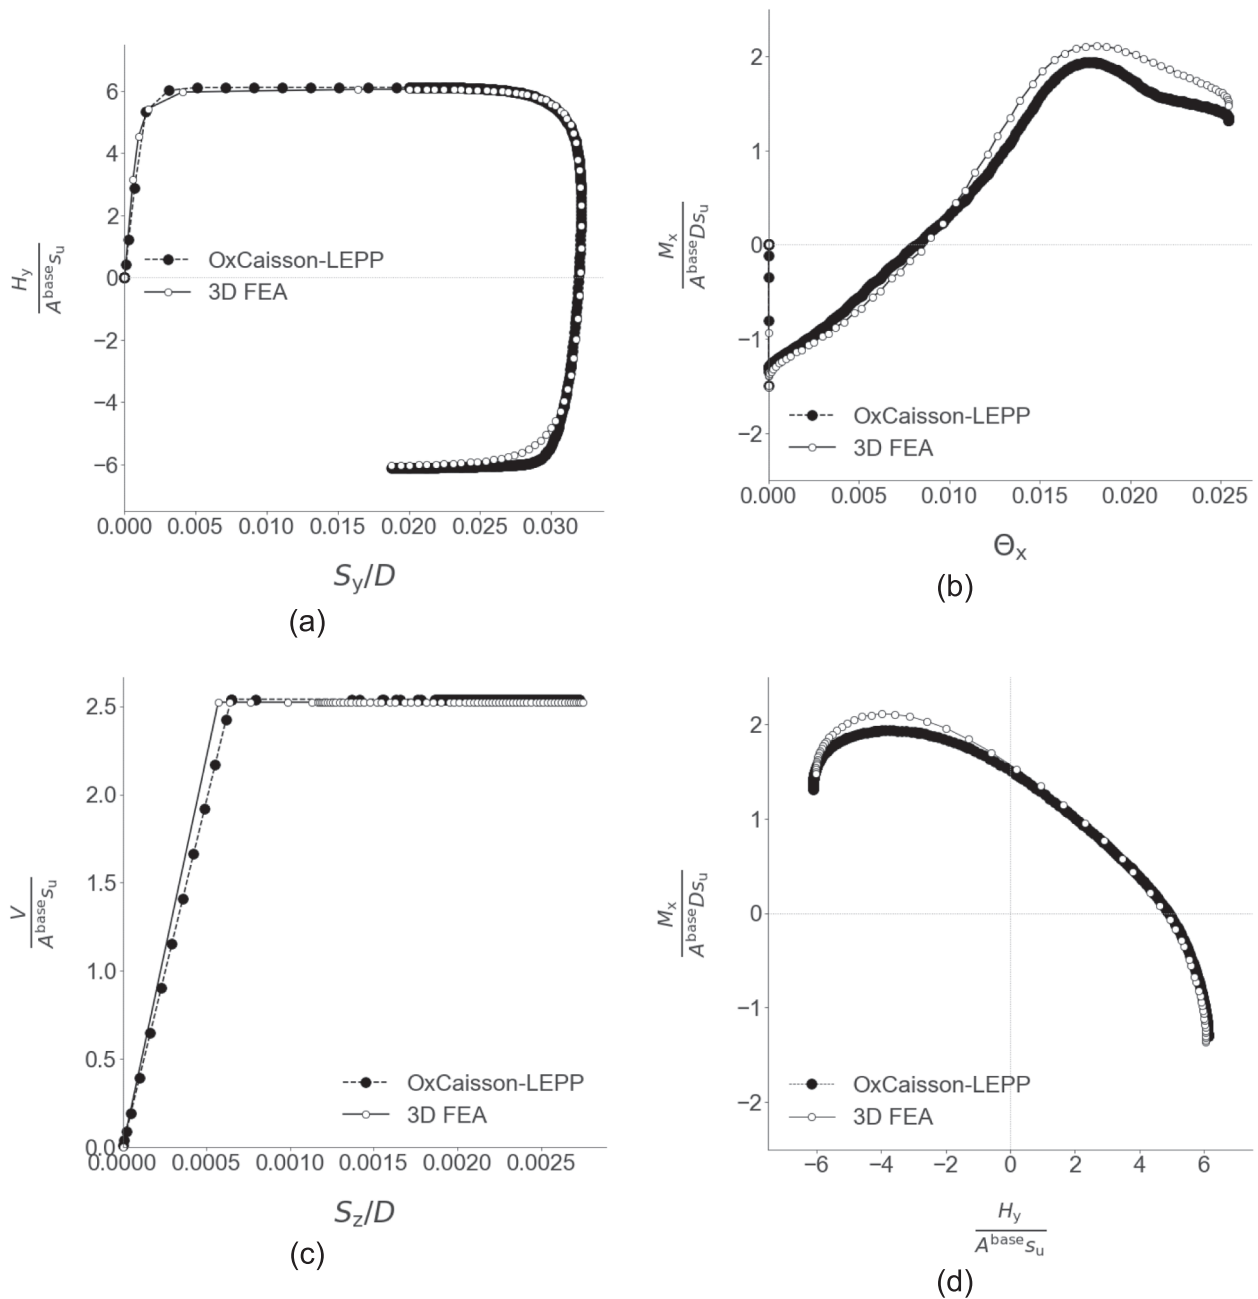 6
4
2
0
−2
−4
−6
H_y
A^base s_u
OxCaisson-LEPP
3D FEA
0.000 0.005 0.010 0.015 0.020 0.025 0.030
S_y/D
(a)
2
1
0
−1
−2
M_x
A^base Ds_u
OxCaisson-LEPP
3D FEA
0.000 0.005 0.010 0.015 0.020 0.025
Θ_x
(b)
2.5
2.0
1.5
1.0
0.5
0.0
V
A^base s_u
OxCaisson-LEPP
3D FEA
0.0000 0.0005 0.0010 0.0015 0.0020 0.0025
S_z/D
(c)
2
1
0
−1
−2
M_x
A^base Ds_u
OxCaisson-LEPP
3D FEA
−6 −4 −2 0 2 4 6
H_y
A^base s_u
(d)